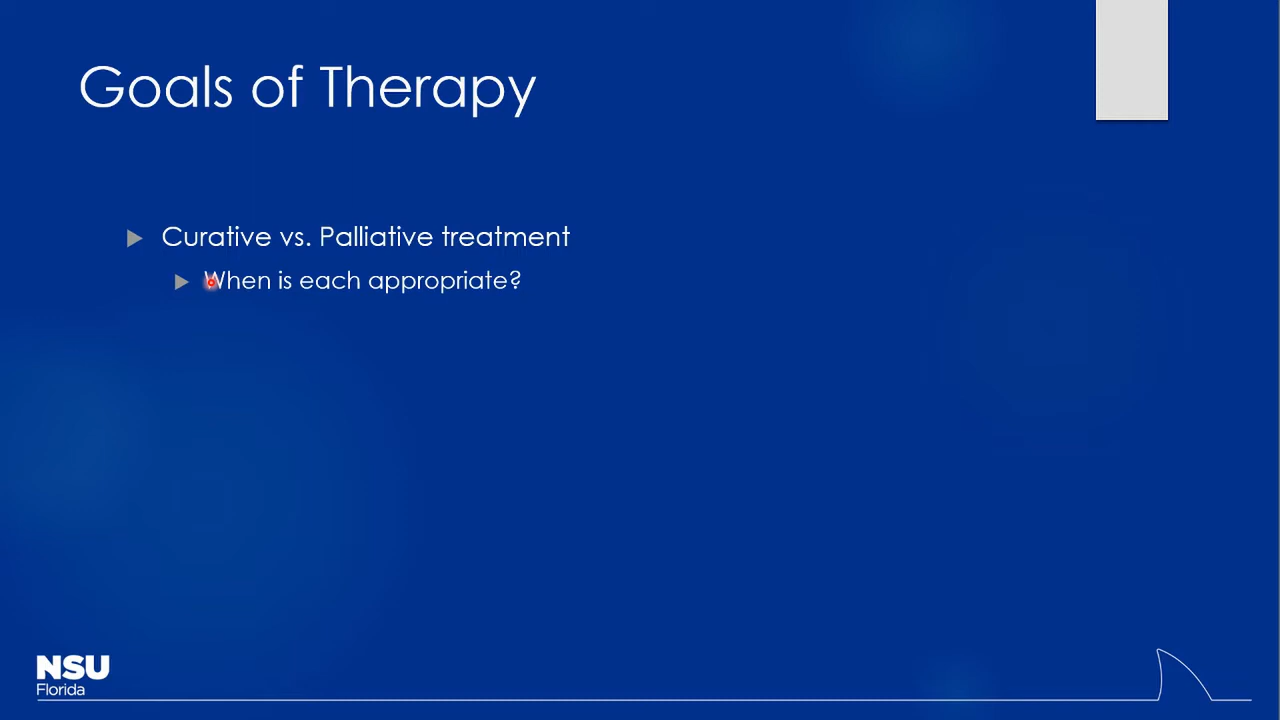 Goals of Therapy
Curative vs. Palliative treatment
When is each appropriate?
NSU
Florida